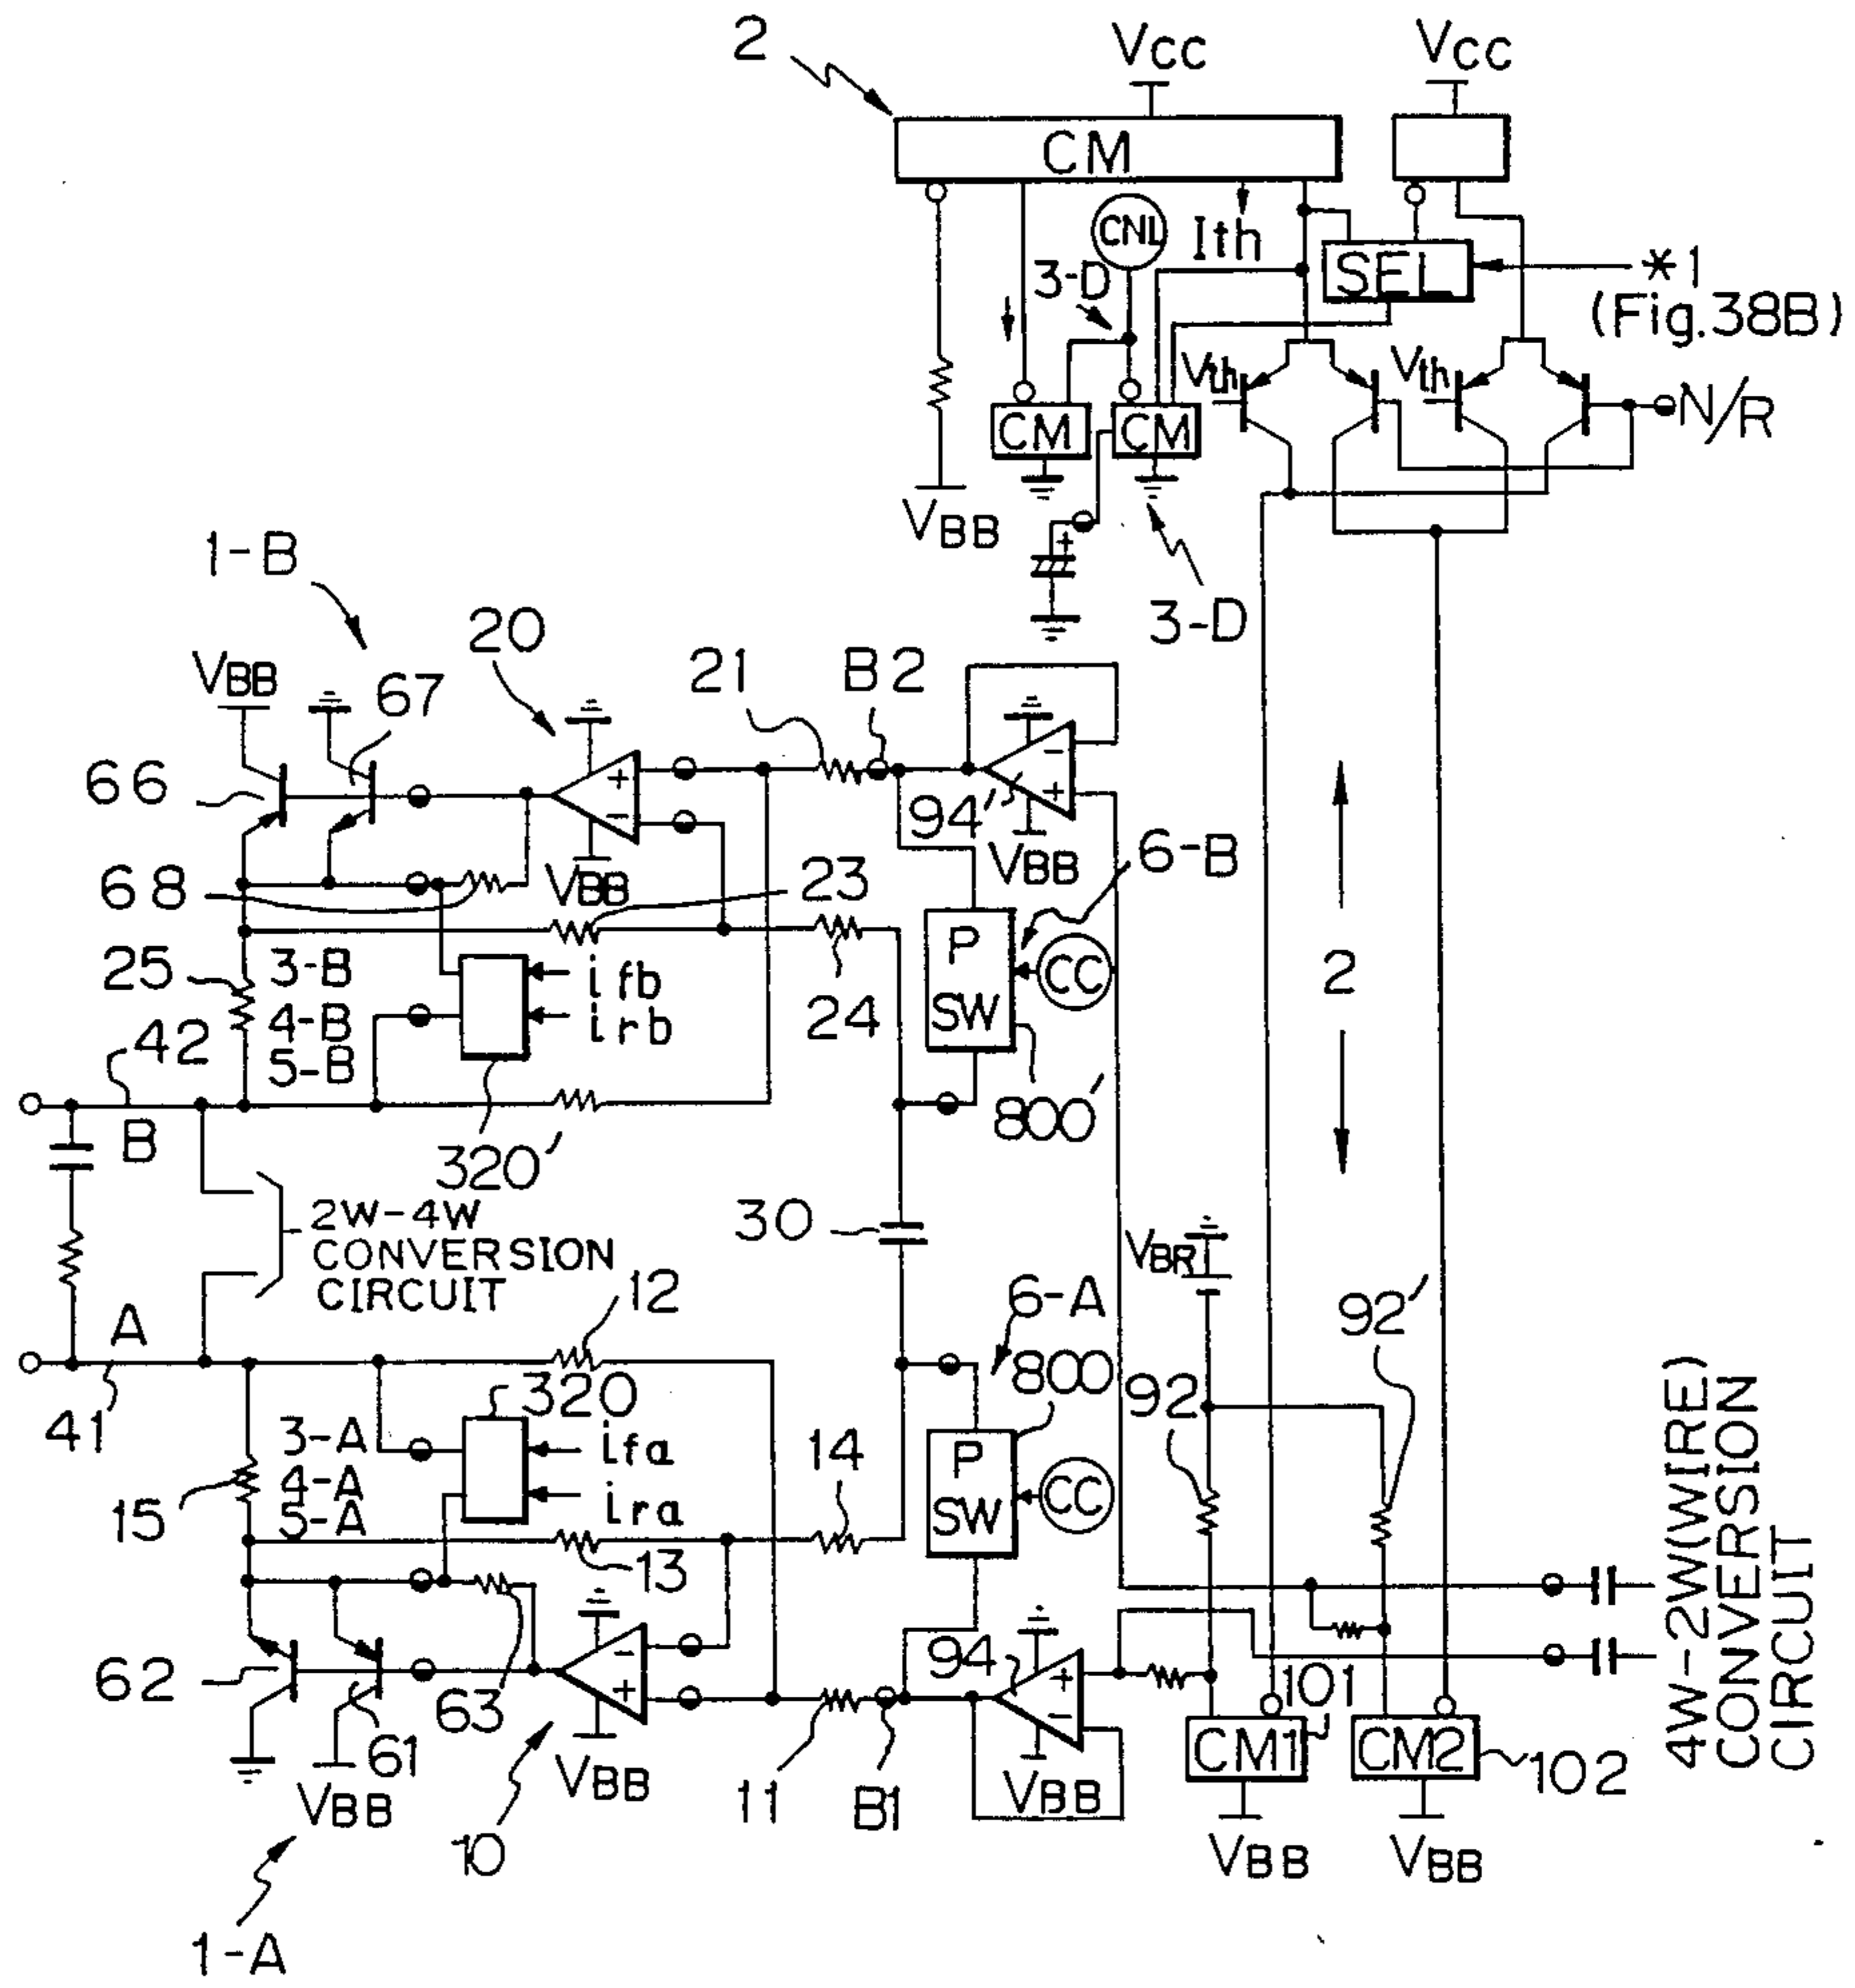 2
VCC
VCC
CM
CNL
Ith
3-D
SEL
*1
(Fig.38B)
Vth
Vth
N/R
CM
CM
VBB
3-D
1-B
20
21
B2
VBB
67
66
+
-
-
+
94'
VBB
6-B
68
VBB
23
25
3-B
4-B
5-B
ifb
irb
24
P
SW
CC
2
42
B
320'
800'
2W-4W
CONVERSION
CIRCUIT
30
VBR
92'
A
12
6-A
41
320
800
92
3-A
4-A
5-A
ifa
ira
14
P
SW
CC
15
13
62
61
63
-
+
94
+
-
101
CM1
CM2
102
VBB
VBB
10
11
B1
VBB
VBB
VBB
1-A
4W-2W(WIRE)
CONVERSION
CIRCUIT